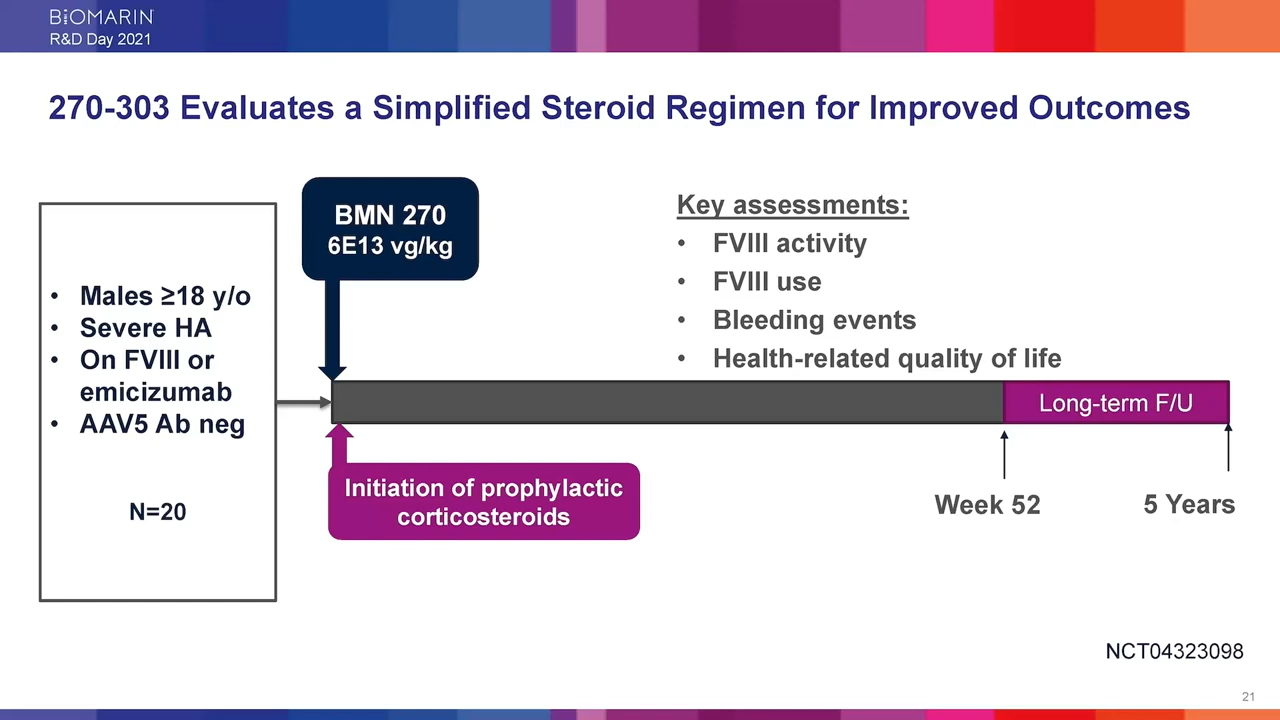 BIOMARIN
R&D Day 2021
270-303 Evaluates a Simplified Steroid Regimen for Improved Outcomes
• Males ≥18 y/o
• Severe HA
• On FVIII or
emicizumab
• AAV5 Ab neg
N=20
BMN 270
6E13 vg/kg
Initiation of prophylactic
corticosteroids
Key assessments:
• FVIII activity
• FVIII use
• Bleeding events
• Health-related quality of life
Long-term F/U
Week 52
5 Years
NCT04323098
21